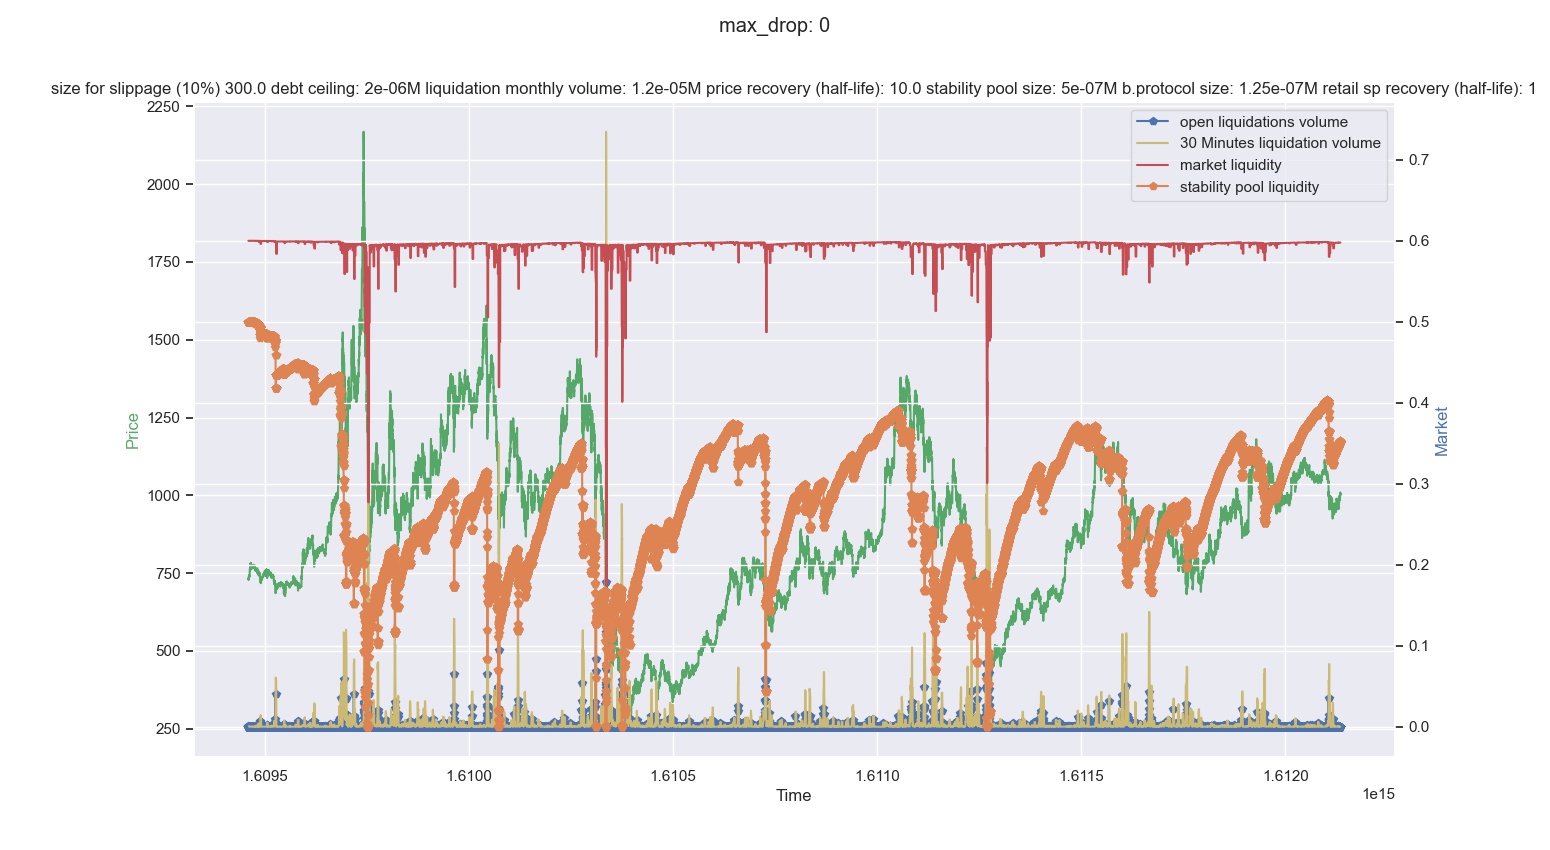 max_drop: 0
size for slippage (10%) 300.0 debt ceiling: 2e-06M liquidation monthly volume: 1.2e-05M price recovery (half-life): 10.0 stability pool size: 5e-07M b.protocol size: 1.25e-07M retail sp recovery (half-life): 1
open liquidations volume
30 Minutes liquidation volume
market liquidity
stability pool liquidity
2250
2000
1750
1500
1250
1000
750
500
250
Price
0.7
0.6
0.5
0.4
0.3
0.2
0.1
0.0
Market
1.6095
1.6100
1.6105
1.6110
1.6115
1.6120
Time
1e15